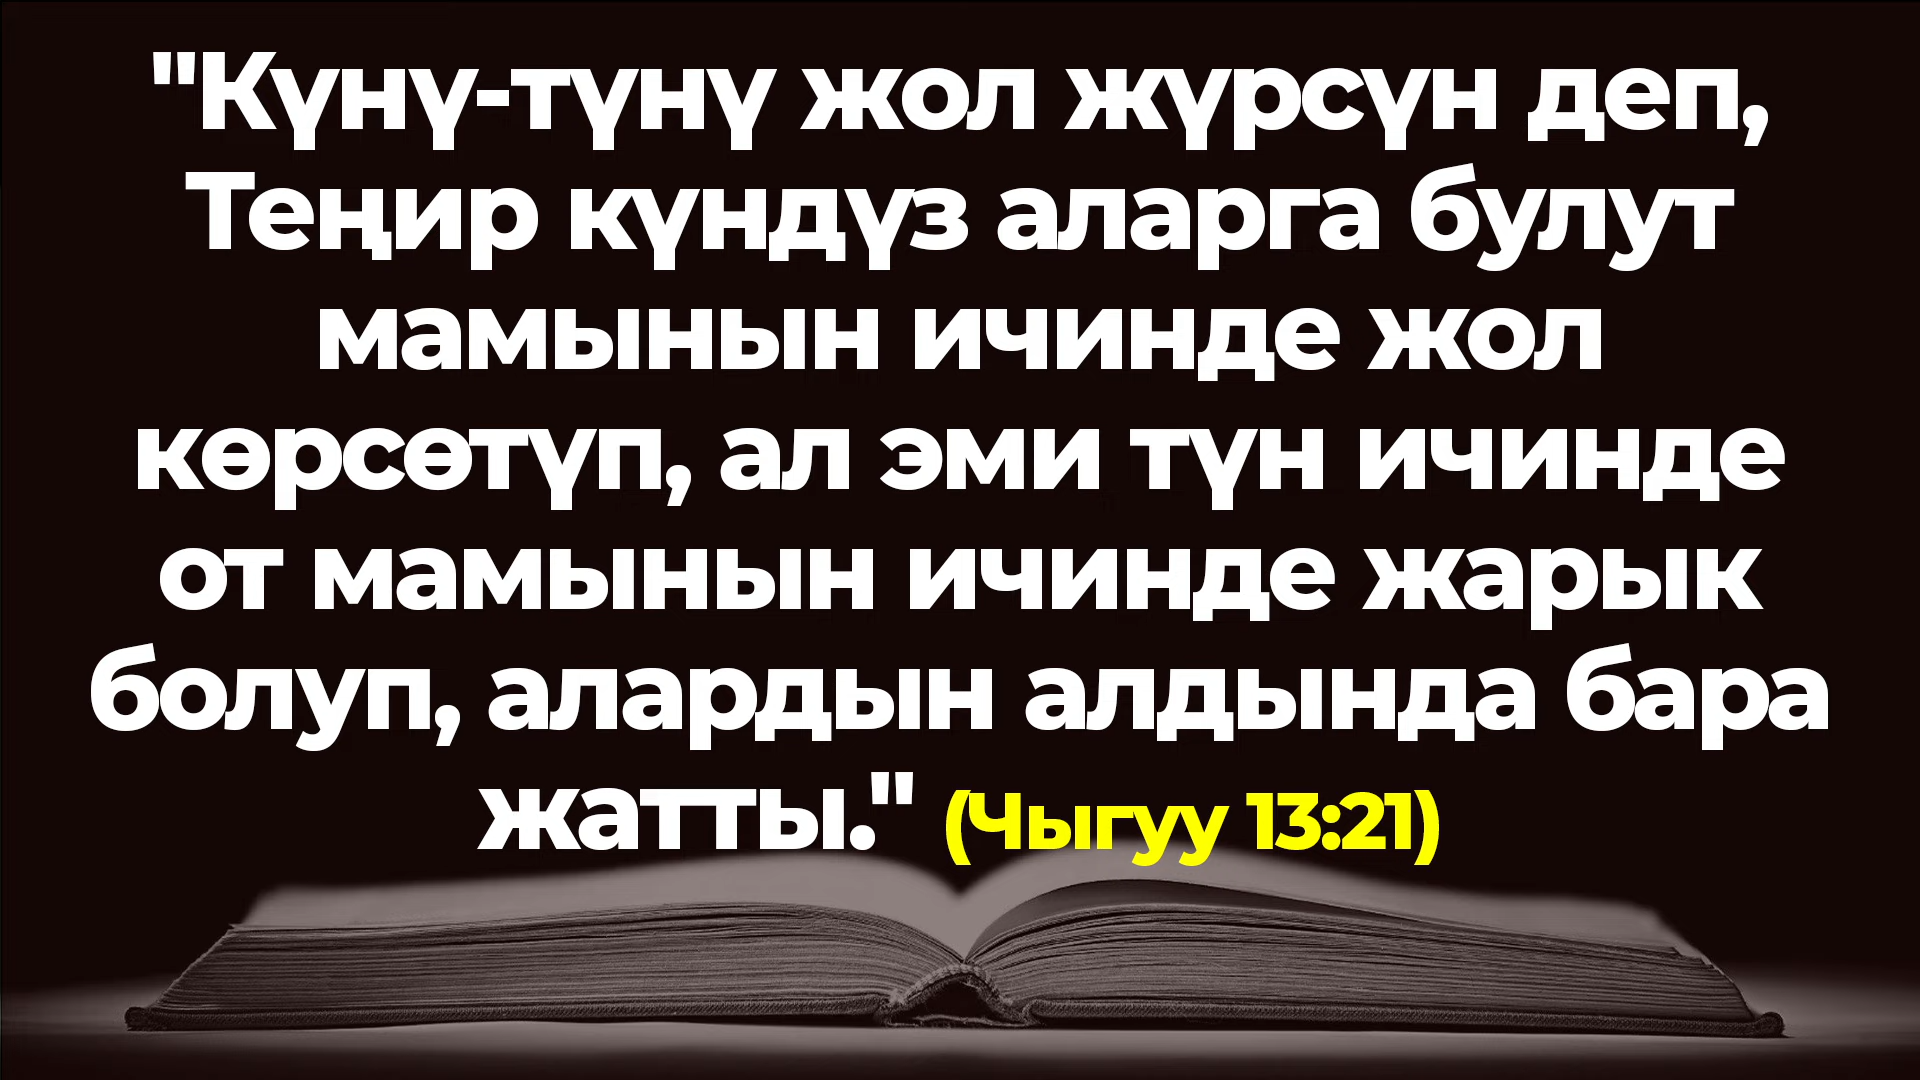 "Күнү-түнү жол жүрсүн деп,
Теңир күндүз аларга булут
мамынын ичинде жол
көрсөтүп, ал эми түн ичинде
от мамынын ичинде жарык
болуп, алардын алдында бара
жатты." (Чыгуу 13:21)